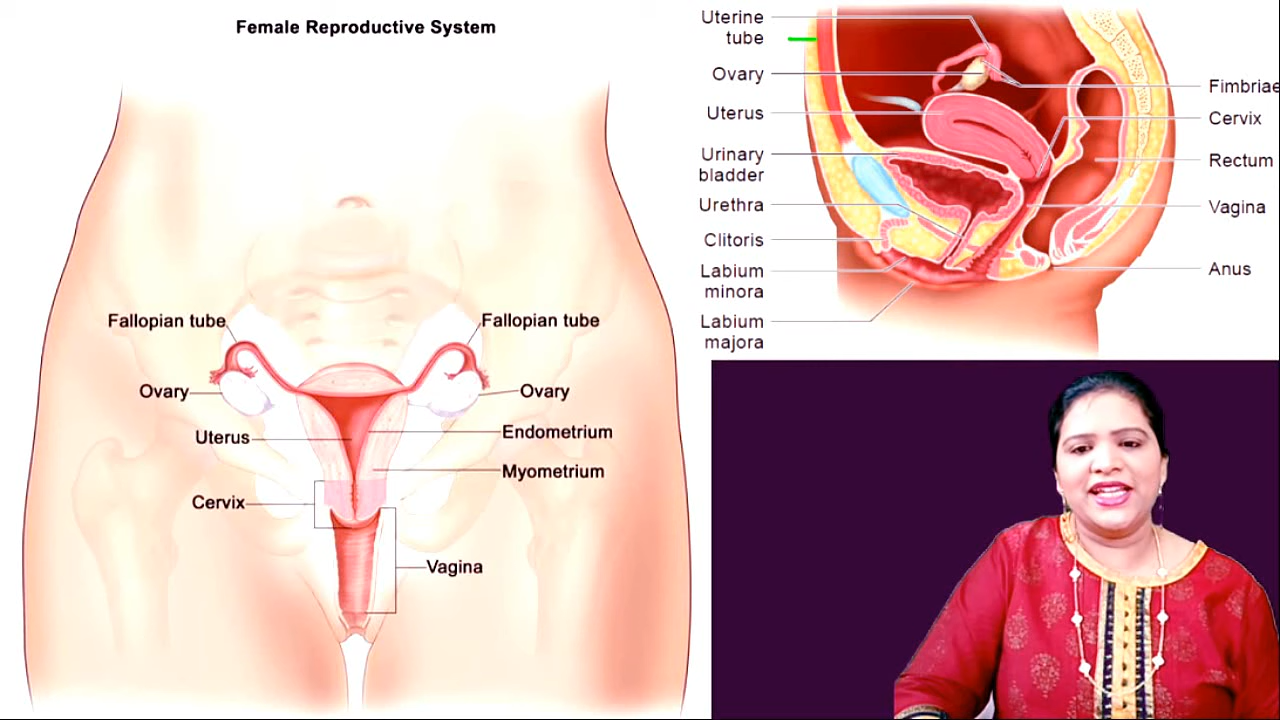 Female Reproductive System
Fallopian tube
Fallopian tube
Ovary
Ovary
Uterus
Endometrium
Myometrium
Cervix
Vagina
Uterine
tube
Ovary
Uterus
Urinary
bladder
Urethra
Clitoris
Labium
minora
Labium
majora
Fimbriae
Cervix
Rectum
Vagina
Anus